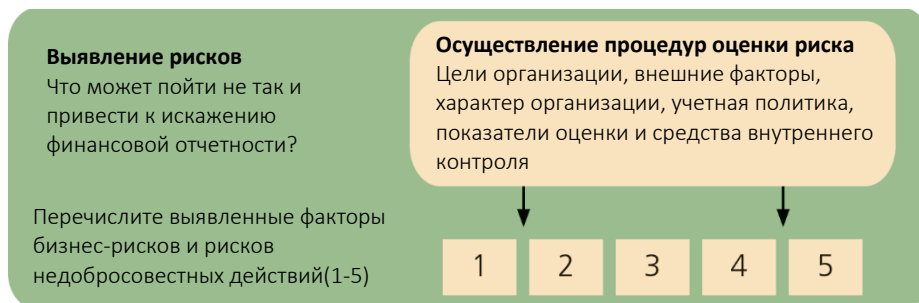 Выявление рисков
Что может пойти не так и
привести к искажению
финансовой отчетности?
Осуществление процедур оценки риска
Цели организации, внешние факторы,
характер организации, учетная политика,
показатели оценки и средства внутреннего
контроля
Перечислите выявленные факторы
бизнес-рисков и рисков
недобросовестных действий(1-5)
1 2 3 4 5